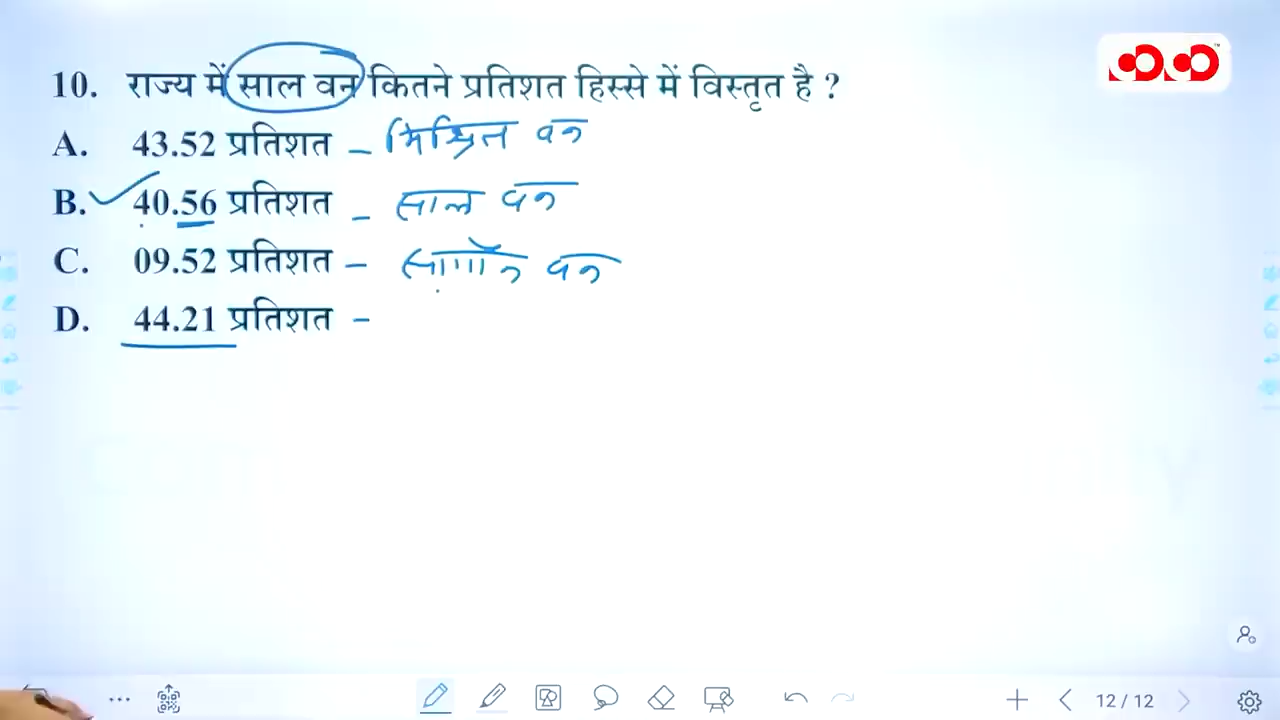 10. राज्य में साल वन कितने प्रतिशत हिस्से में विस्तृत है ?
A. 43.52 प्रतिशत – मिश्रित वन
B. 40.56 प्रतिशत – साल वन
C. 09.52 प्रतिशत – सागौन वन
D. 44.21 प्रतिशत –
12 / 12